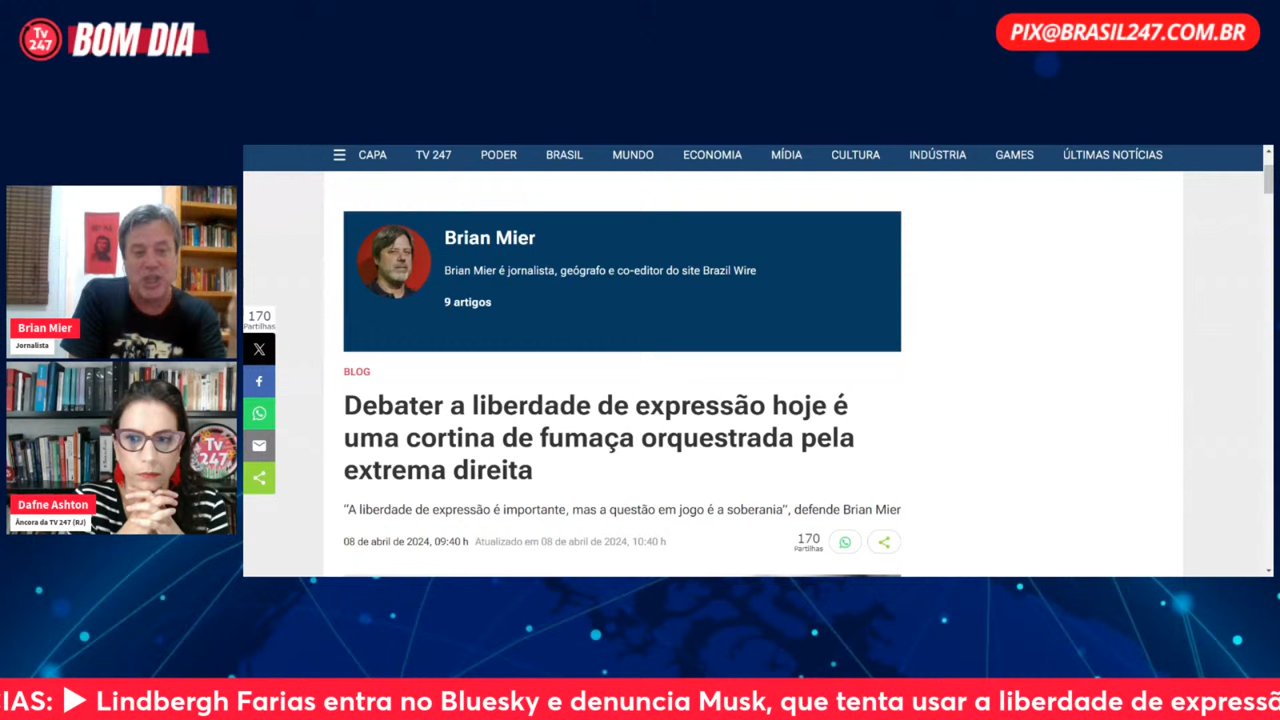 Tv 247 BOM DIA
PIX@BRASIL247.COM.BR
CAPA TV 247 PODER BRASIL MUNDO ECONOMIA MÍDIA CULTURA INDÚSTRIA GAMES ÚLTIMAS NOTÍCIAS
Brian Mier
Brian Mier é jornalista, geógrafo e co-editor do site Brazil Wire
9 artigos
Brian Mier
Jornalista
170
Partilhas
BLOG
Debater a liberdade de expressão hoje é
uma cortina de fumaça orquestrada pela
extrema direita
Tv
247
Dafne Ashton
Âncora da TV 247 (RJ)
“A liberdade de expressão é importante, mas a questão em jogo é a soberania”, defende Brian Mier
08 de abril de 2024, 09:40 h Atualizado em 08 de abril de 2024, 10:40 h
170
Partilhas
CIAS: ▶ Lindbergh Farias entra no Bluesky e denuncia Musk, que tenta usar a liberdade de expressã